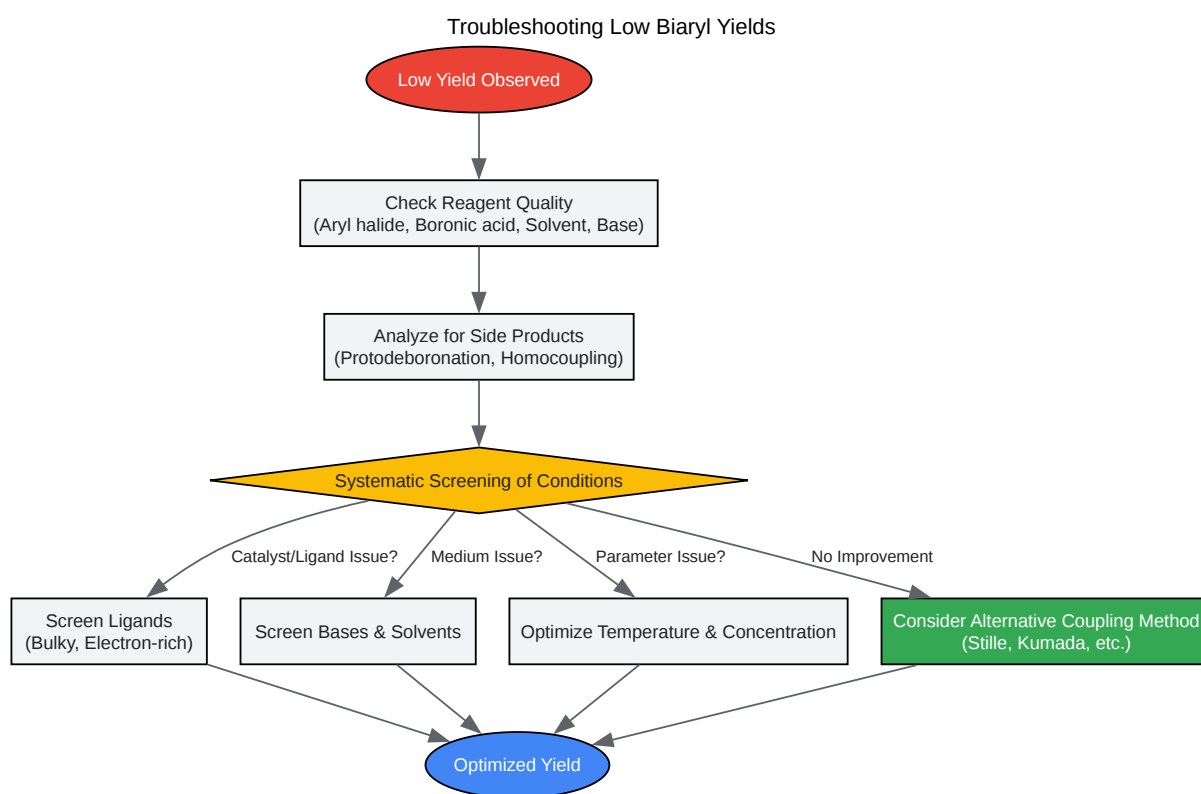 Troubleshooting Low Biaryl Yields
Low Yield Observed
Check Reagent Quality
(Aryl halide, Boronic acid, Solvent, Base)
Analyze for Side Products
(Protodeboronation, Homocoupling)
Systematic Screening of Conditions
Catalyst/Ligand Issue?
Medium Issue?
Parameter Issue?
No Improvement
Screen Ligands
(Bulky, Electron-rich)
Screen Bases & Solvents
Optimize Temperature & Concentration
Consider Alternative Coupling Method
(Stille, Kumada, etc.)
Optimized Yield